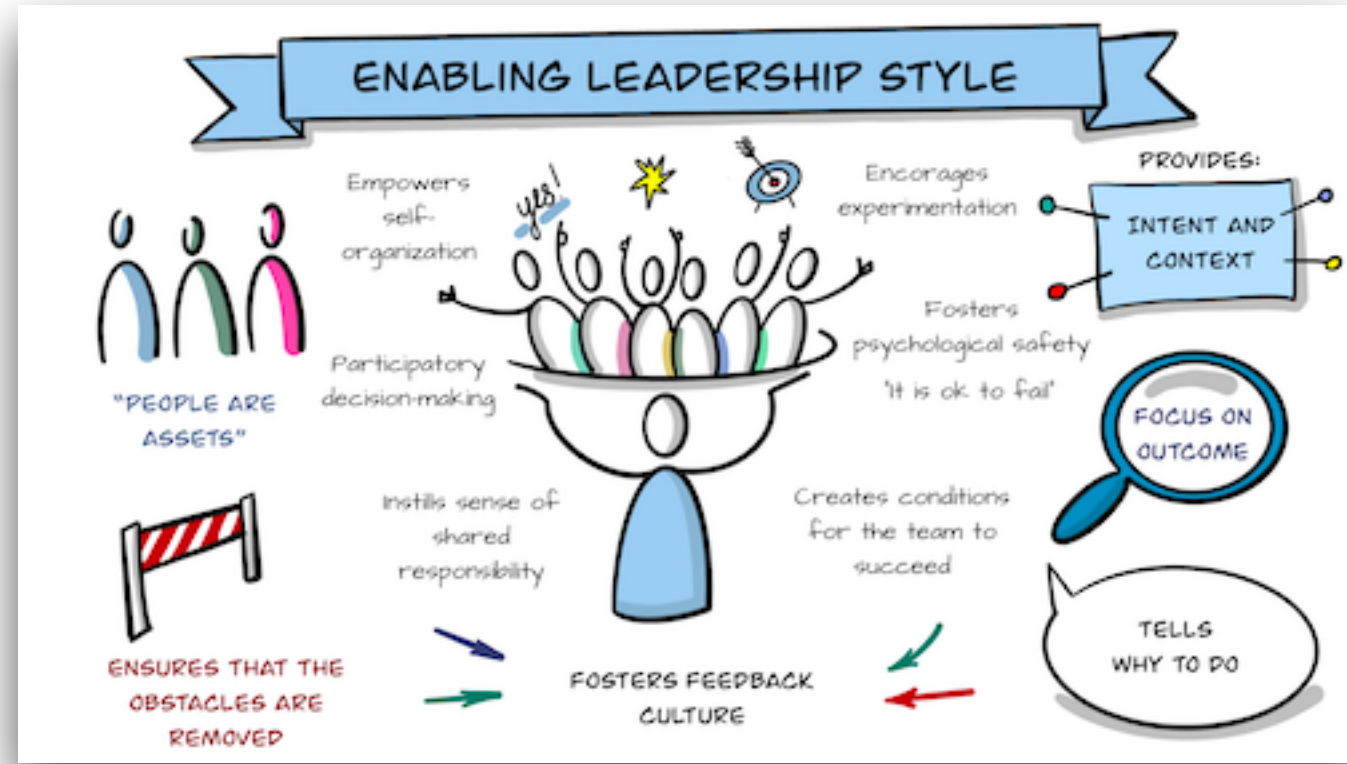 ENABLING LEADERSHIP STYLE
"PEOPLE ARE
ASSETS"
ENSURES THAT THE
OBSTACLES ARE
REMOVED
Empowers
self-
organization
Participatory
decision-making
Instills sense of
shared
responsibility
yes!
Encorages
experimentation
Fosters
psychological safety
'It is ok to fail'
Creates conditions
for the team to
succeed
FOSTERS FEEDBACK
CULTURE
PROVIDES:
INTENT AND
CONTEXT
FOCUS ON
OUTCOME
TELLS
WHY TO DO